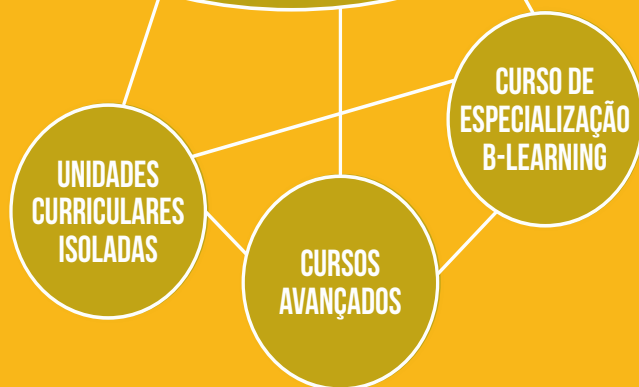 UNIDADES
CURRICULARES
ISOLADAS
CURSOS
AVANÇADOS
CURSO DE
ESPECIALIZAÇÃO
B-LEARNING